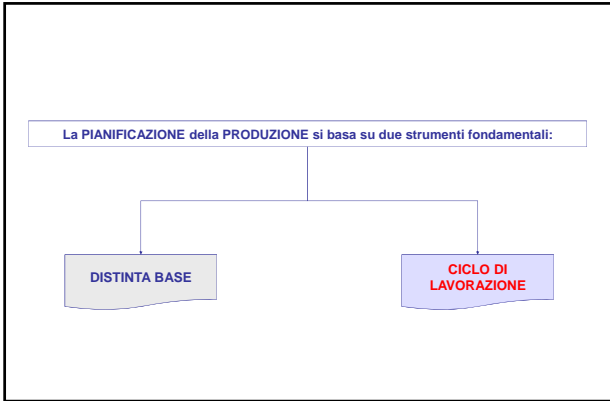 La PIANIFICAZIONE della PRODUZIONE si basa su due strumenti fondamentali:
DISTINTA BASE
CICLO DI
LAVORAZIONE